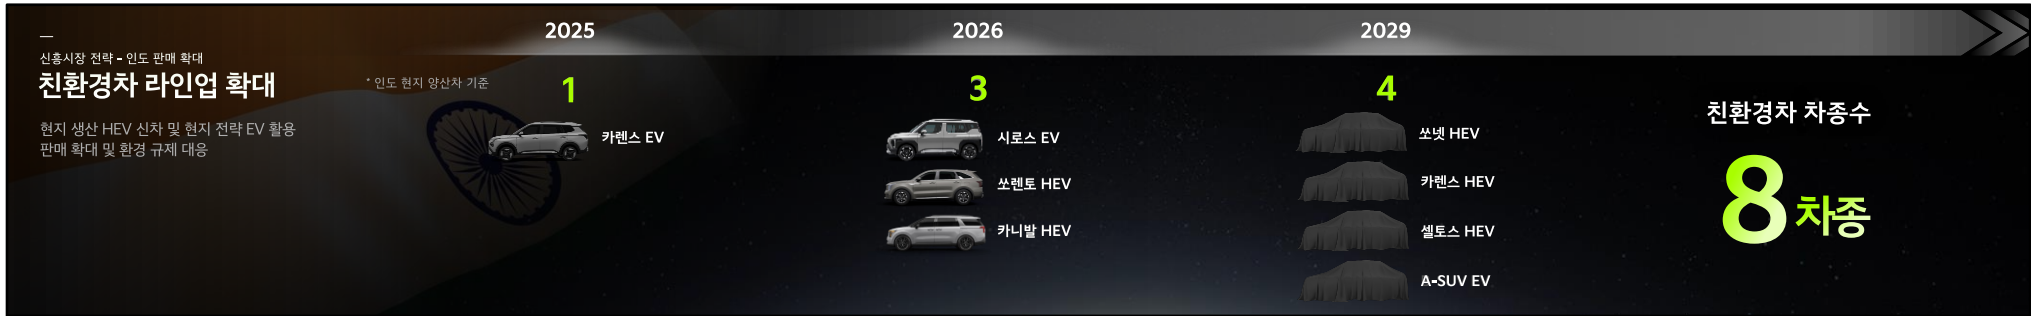 신흥시장 전략 - 인도 판매 확대
친환경차 라인업 확대
현지 생산 HEV 신차 및 현지 전략 EV 활용
판매 확대 및 환경 규제 대응
* 인도 현지 양산차 기준
2025
1
카렌스 EV
2026
3
시로스 EV
쏘렌토 HEV
카니발 HEV
2029
4
쏘넷 HEV
카렌스 HEV
셀토스 HEV
A-SUV EV
친환경차 차종수
8차종